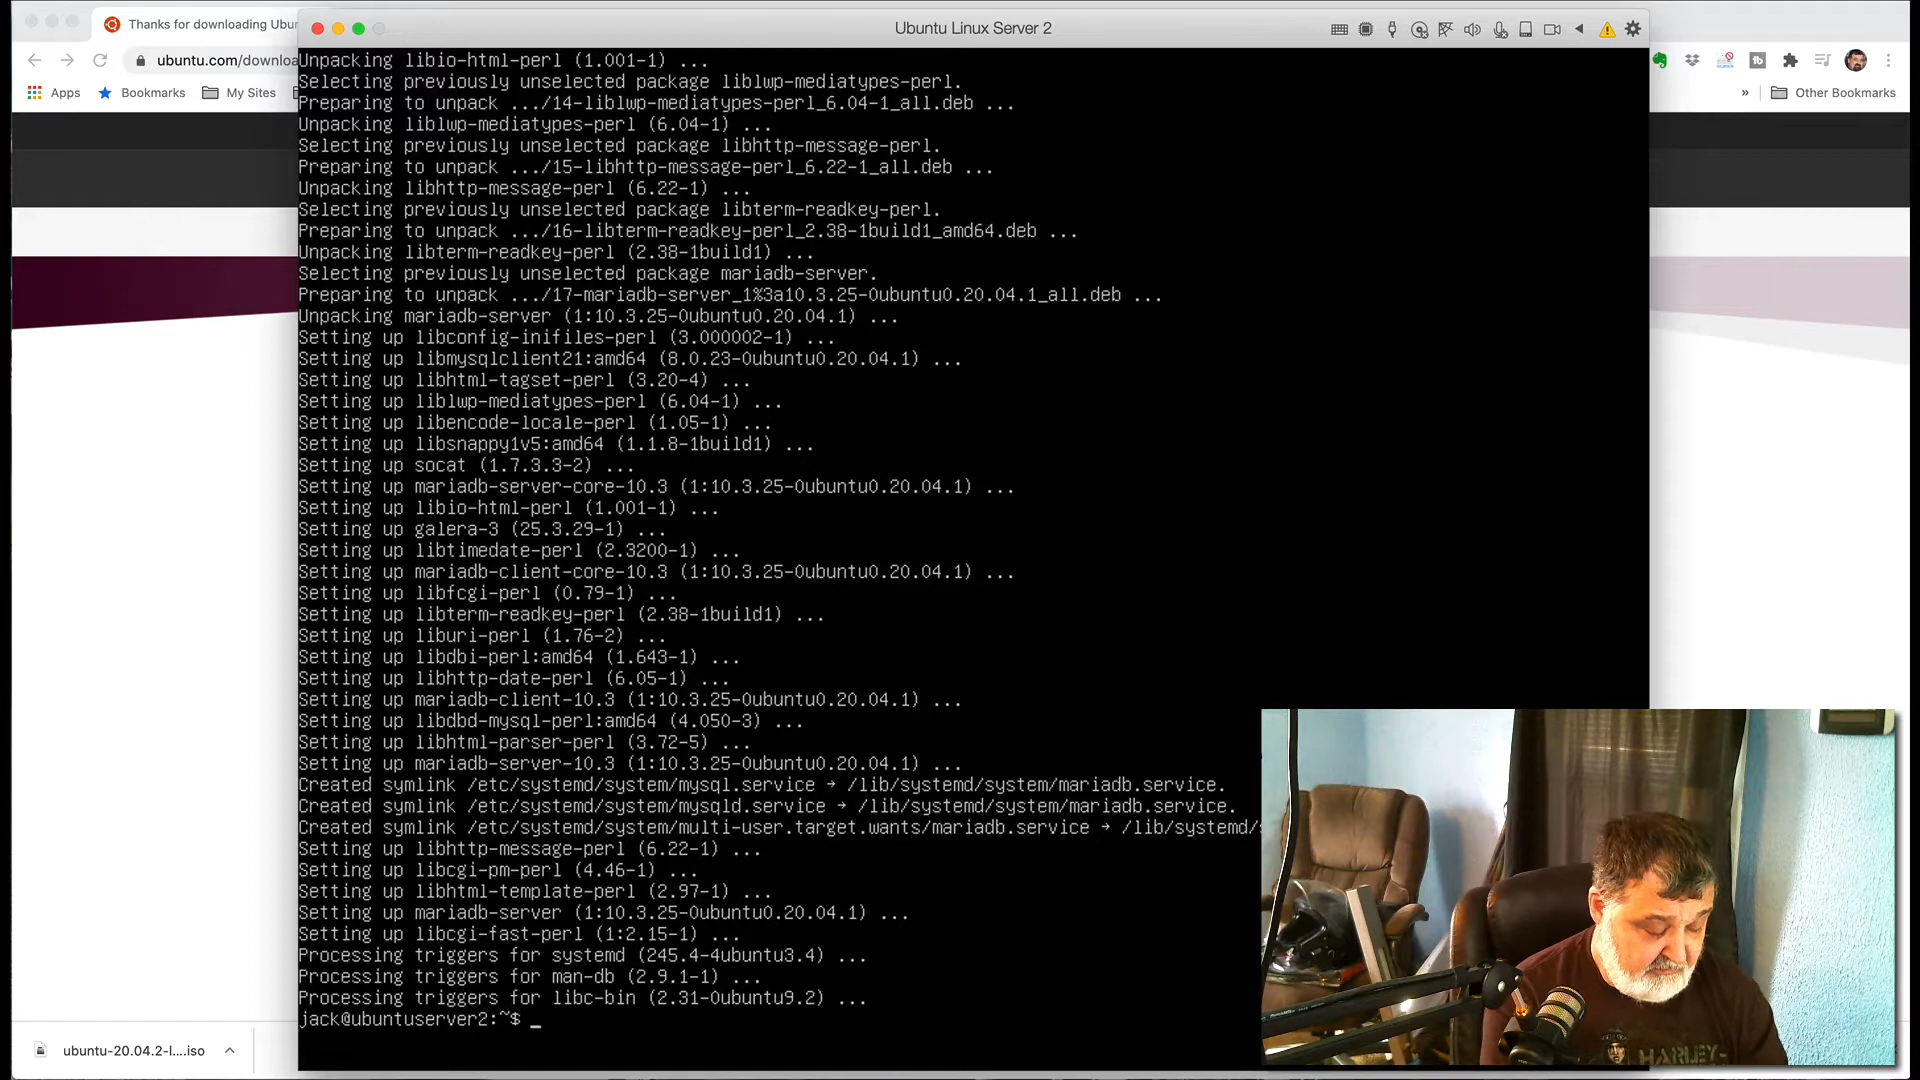 Thanks for downloading Ubu
Ubuntu Linux Server 2
ubuntu.com/downloa
Apps
Bookmarks
My Sites
»
Other Bookmarks
Unpacking libio-html-perl (1.001-1) ...
Selecting previously unselected package liblwp-mediatypes-perl.
Preparing to unpack .../14-liblwp-mediatypes-perl_6.04-1_all.deb ...
Unpacking liblwp-mediatypes-perl (6.04-1) ...
Selecting previously unselected package libhttp-message-perl.
Preparing to unpack .../15-libhttp-message-perl_6.22-1_all.deb ...
Unpacking libhttp-message-perl (6.22-1) ...
Selecting previously unselected package libterm-readkey-perl.
Preparing to unpack .../16-libterm-readkey-perl_2.38-1build1_amd64.deb ...
Unpacking libterm-readkey-perl (2.38-1build1) ...
Selecting previously unselected package mariadb-server.
Preparing to unpack .../17-mariadb-server_1%3a10.3.25-0ubuntu0.20.04.1_all.deb ...
Unpacking mariadb-server (1:10.3.25-0ubuntu0.20.04.1) ...
Setting up libconfig-inifiles-perl (3.000002-1) ...
Setting up libmysqlclient21:amd64 (8.0.23-0ubuntu0.20.04.1) ...
Setting up libhtml-tagset-perl (3.20-4) ...
Setting up liblwp-mediatypes-perl (6.04-1) ...
Setting up libencode-locale-perl (1.05-1) ...
Setting up libsnappy1v5:amd64 (1.1.8-1build1) ...
Setting up socat (1.7.3.3-2) ...
Setting up mariadb-server-core-10.3 (1:10.3.25-0ubuntu0.20.04.1) ...
Setting up libio-html-perl (1.001-1) ...
Setting up galera-3 (25.3.29-1) ...
Setting up libtimedate-perl (2.3200-1) ...
Setting up mariadb-client-core-10.3 (1:10.3.25-0ubuntu0.20.04.1) ...
Setting up libfcgi-perl (0.79-1) ...
Setting up libterm-readkey-perl (2.38-1build1) ...
Setting up liburi-perl (1.76-2) ...
Setting up libdbi-perl:amd64 (1.643-1) ...
Setting up libhttp-date-perl (6.05-1) ...
Setting up mariadb-client-10.3 (1:10.3.25-0ubuntu0.20.04.1) ...
Setting up libdbd-mysql-perl:amd64 (4.050-3) ...
Setting up libhtml-parser-perl (3.72-5) ...
Setting up mariadb-server-10.3 (1:10.3.25-0ubuntu0.20.04.1) ...
Created symlink /etc/systemd/system/mysql.service → /lib/systemd/system/mariadb.service.
Created symlink /etc/systemd/system/mysqld.service → /lib/systemd/system/mariadb.service.
Created symlink /etc/systemd/system/multi-user.target.wants/mariadb.service → /lib/systemd/
Setting up libhttp-message-perl (6.22-1) ...
Setting up libcgi-pm-perl (4.46-1) ...
Setting up libhtml-template-perl (2.97-1) ...
Setting up mariadb-server (1:10.3.25-0ubuntu0.20.04.1) ...
Setting up libcgi-fast-perl (1:2.15-1) ...
Processing triggers for systemd (245.4-4ubuntu3.4) ...
Processing triggers for man-db (2.9.1-1) ...
Processing triggers for libc-bin (2.31-0ubuntu9.2) ...
jack@ubuntuserver2:~$ _
ubuntu-20.04.2-l....iso
HARLEY-